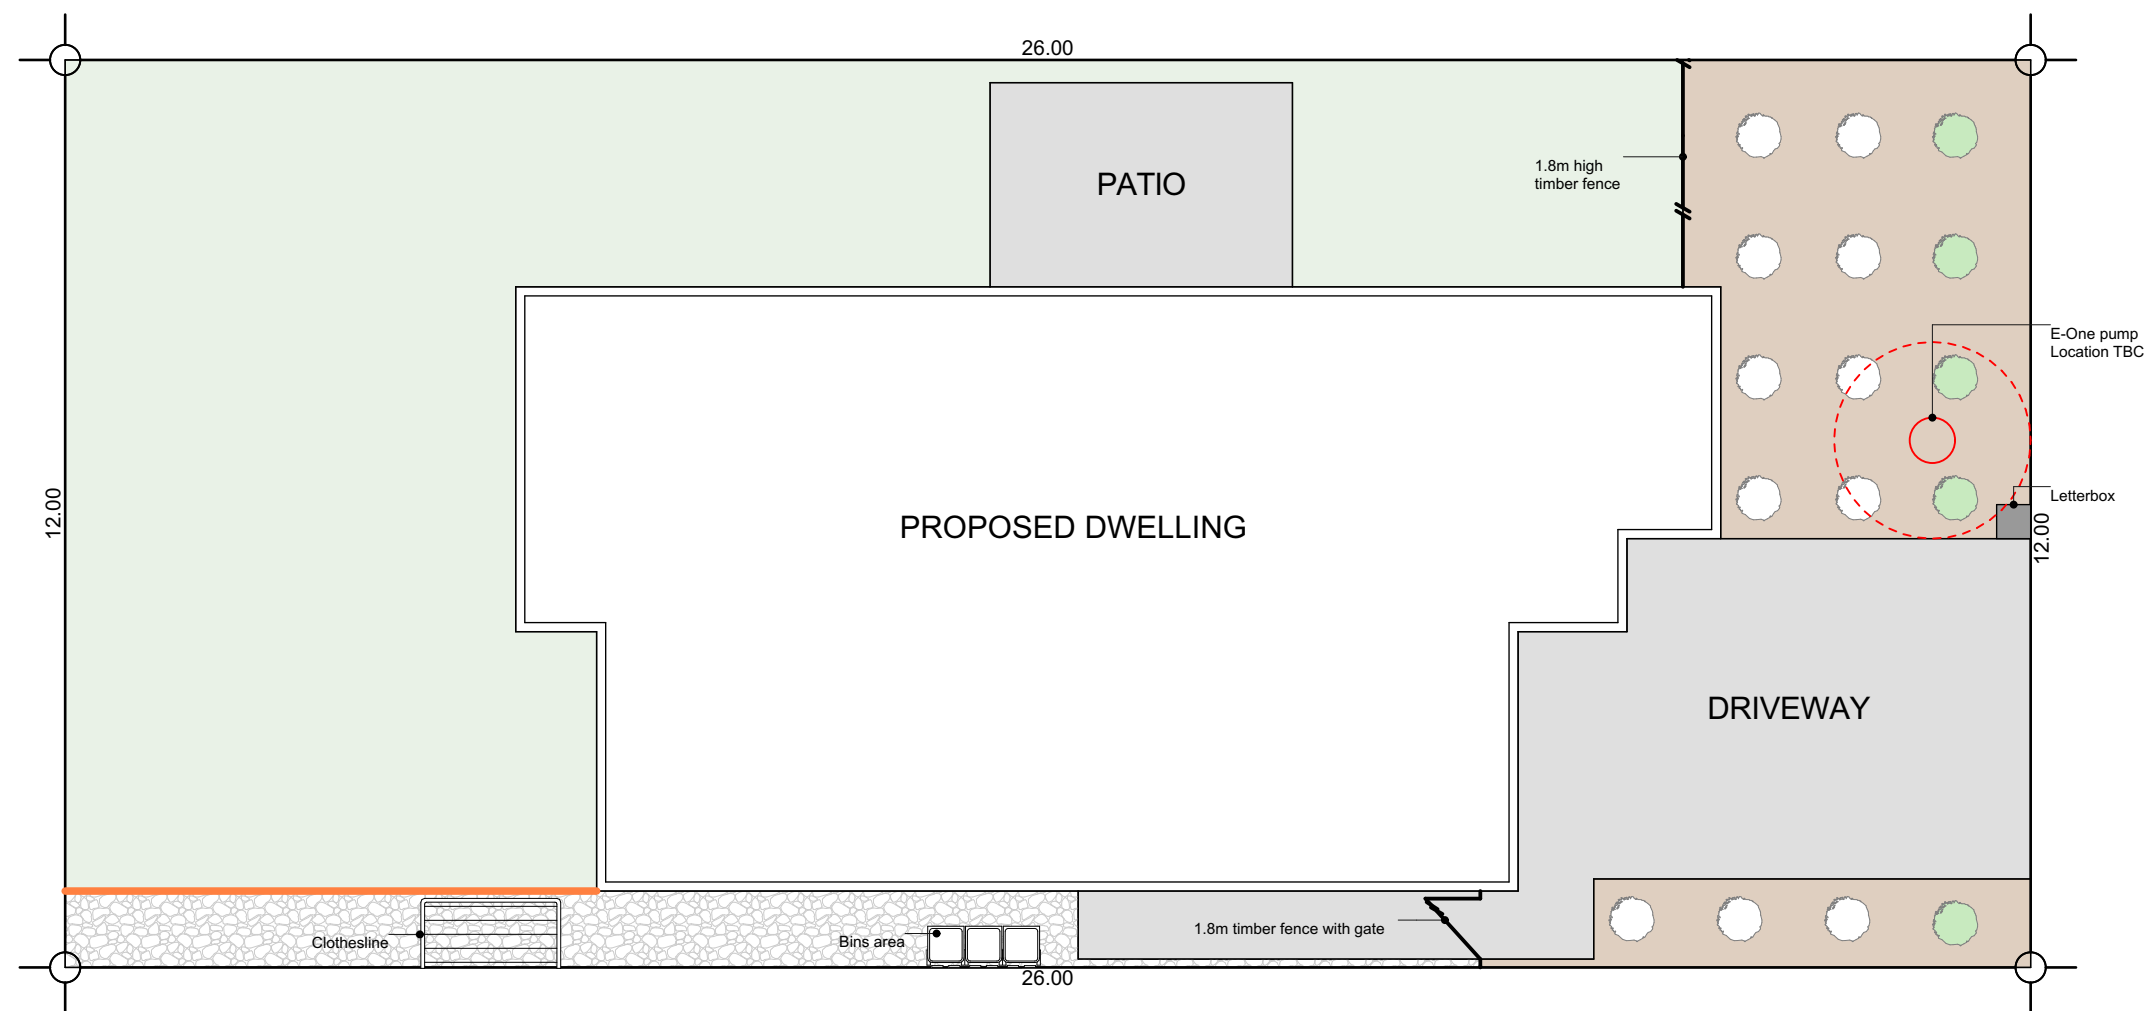 26.00
PATIO
1.8m high
timber fence
E-One pump
Location TBC
Letterbox
12.00
PROPOSED DWELLING
12.00
DRIVEWAY
Clothesline
Bins area
1.8m timber fence with gate
26.00